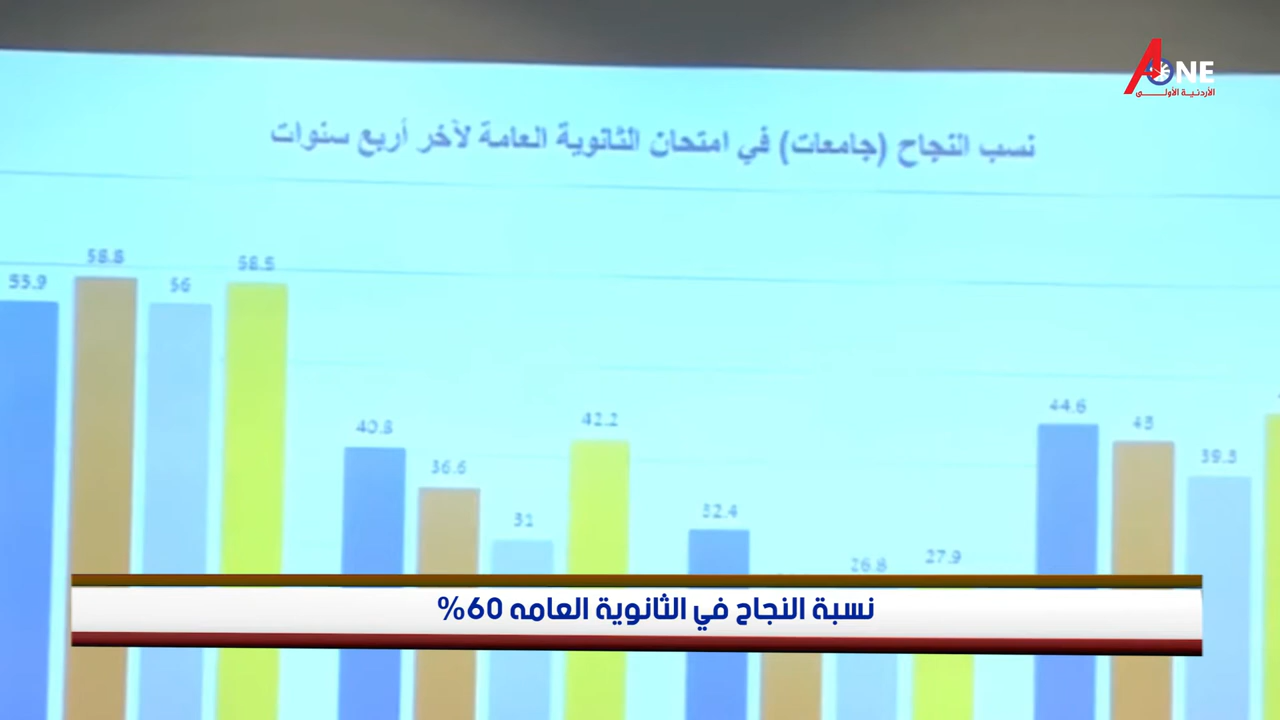 A ONE
الأردنية الأولى
نسب النجاح (جامعات) في امتحان الثانوية العامة لآخر أربع سنوات
55.9 58.8 56 58.5
40.8 36.6 31 42.2
32.4 26.8 27.9
44.6 43 39.3
نسبة النجاح في الثانوية العامه 60%